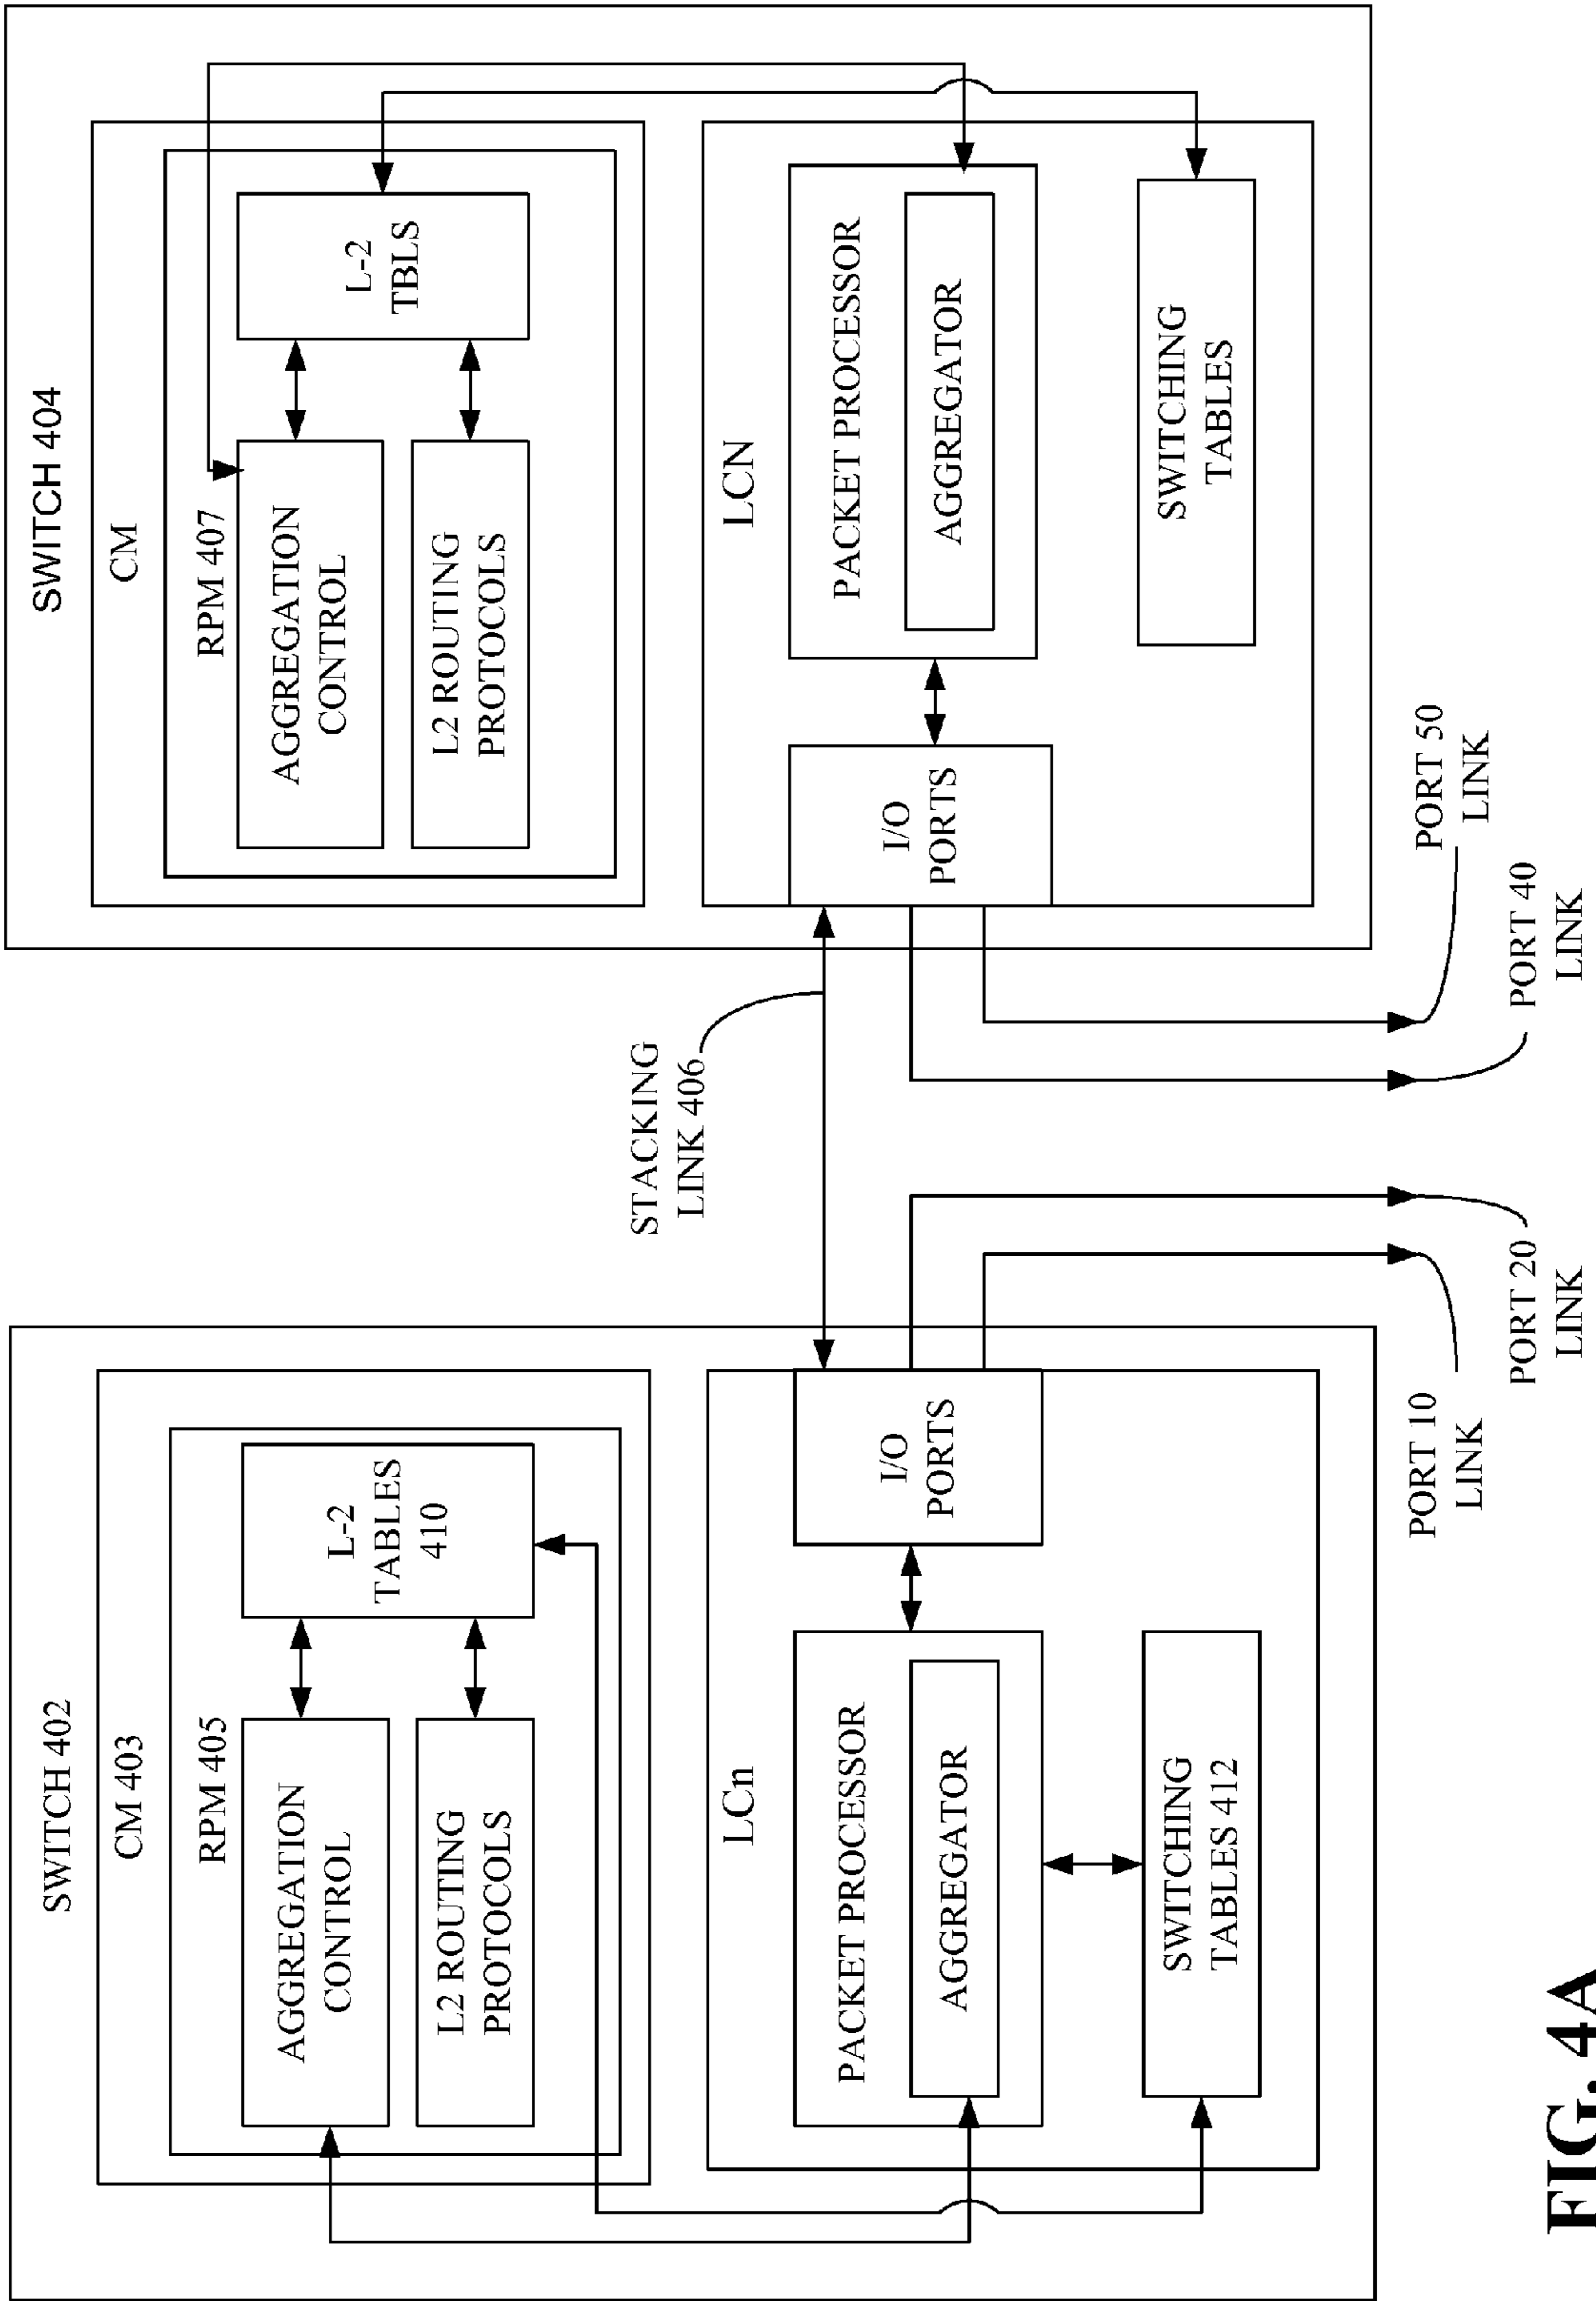 SWITCH 402
CM 403
RPM 405
AGGREGATION
CONTROL
L2 ROUTING
PROTOCOLS
L-2
TABLES
410
LCn
PACKET PROCESSOR
AGGREGATOR
I/O
PORTS
SWITCHING
TABLES 412
STACKING
LINK 406
SWITCH 404
CM
RPM 407
AGGREGATION
CONTROL
L2 ROUTING
PROTOCOLS
L-2
TBLS
LCN
I/O
PORTS
PACKET PROCESSOR
AGGREGATOR
SWITCHING
TABLES
PORT 10
LINK
PORT 20
LINK
PORT 40
LINK
PORT 50
LINK
FIG. 4A